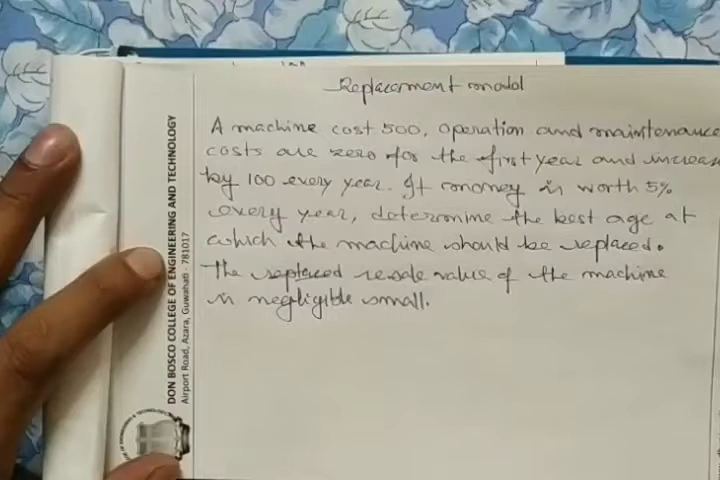 Replacement model
A machine cost 500, operation and maintenance
costs are zero for the first year and increas
by 100 every year. If money is worth 5%
every year, determine the best age at
which the machine should be replaced.
The replaced resale value of the machine
is negligible small.
DON BOSCO COLLEGE OF ENGINEERING AND TECHNOLOGY
Airport Road, Azara, Guwahati - 781017